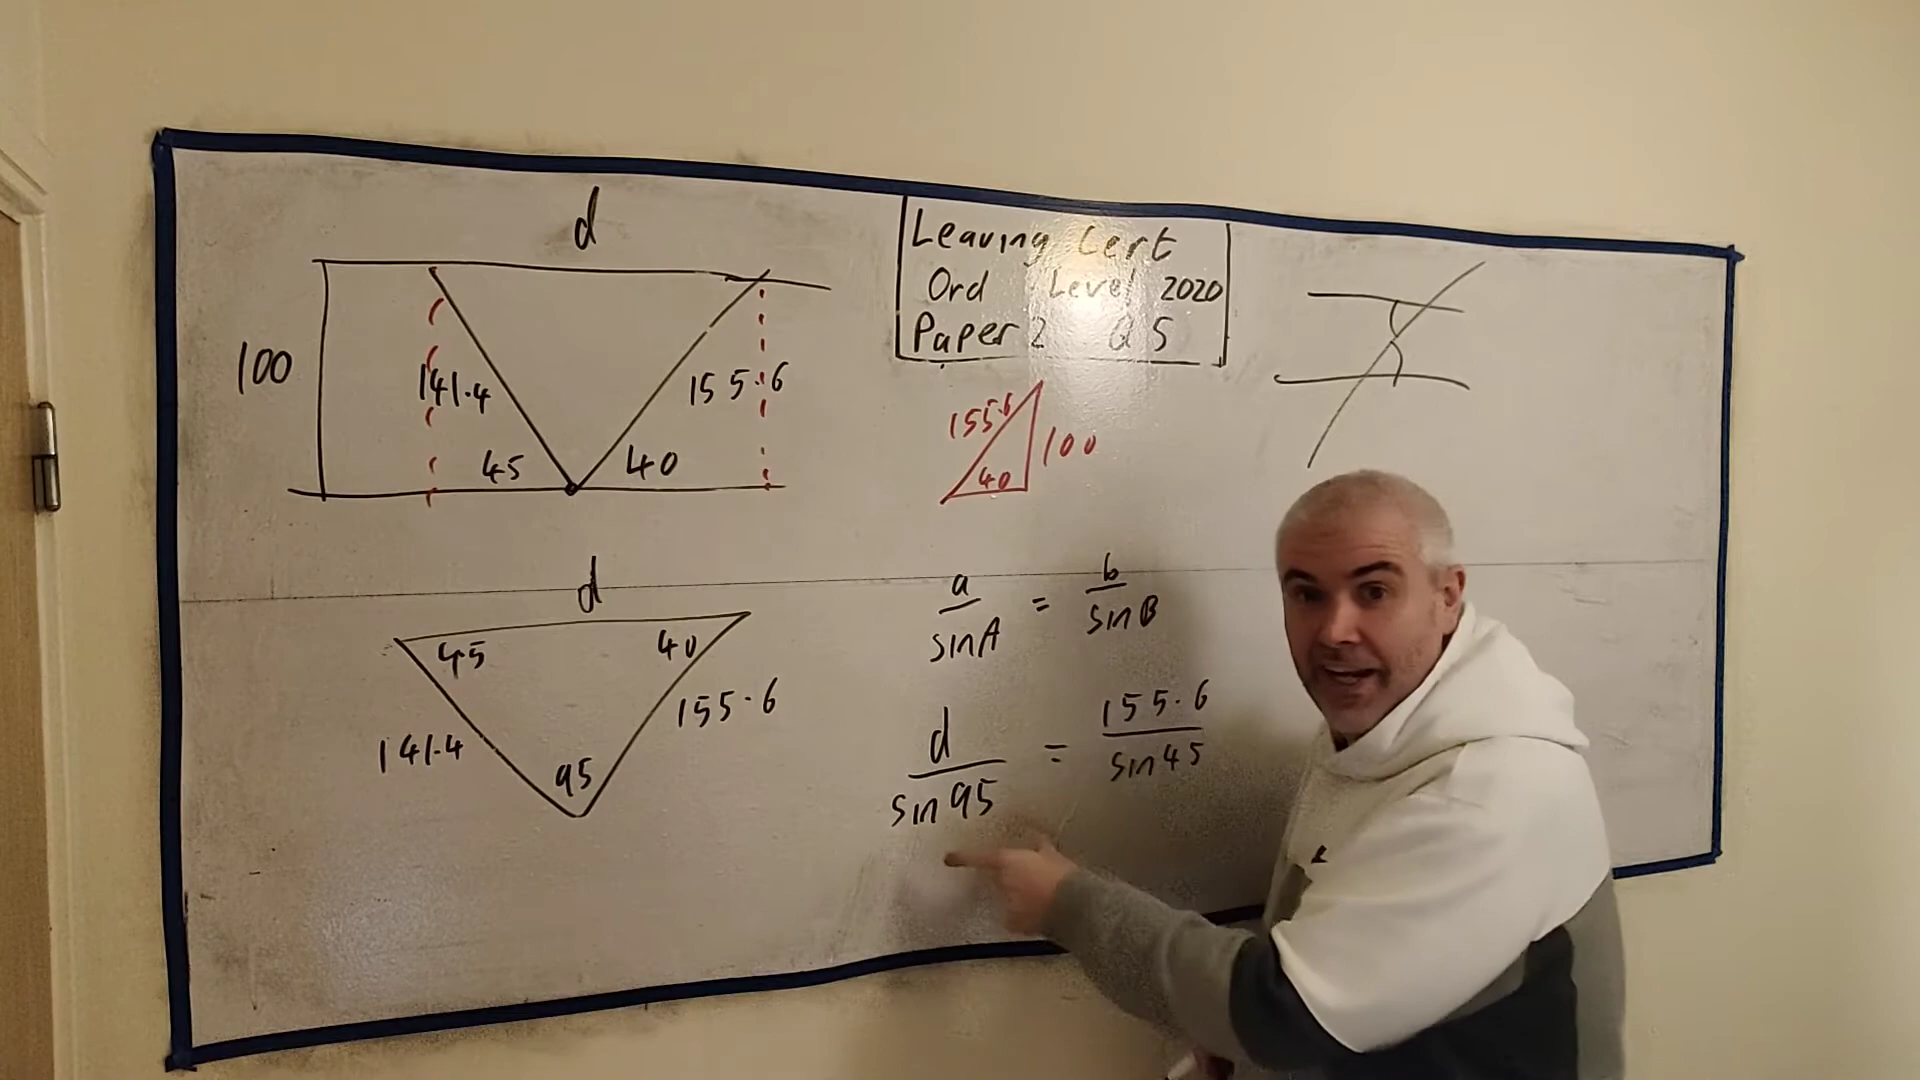 d
100
141.4
155.6
45
40
Leaving Cert
Ord Level 2020
Paper 2 Q5
155.6
100
40
d
45
40
141.4
155.6
95
a/sinA = b/sinB
d/sin95 = 155.6/sin45